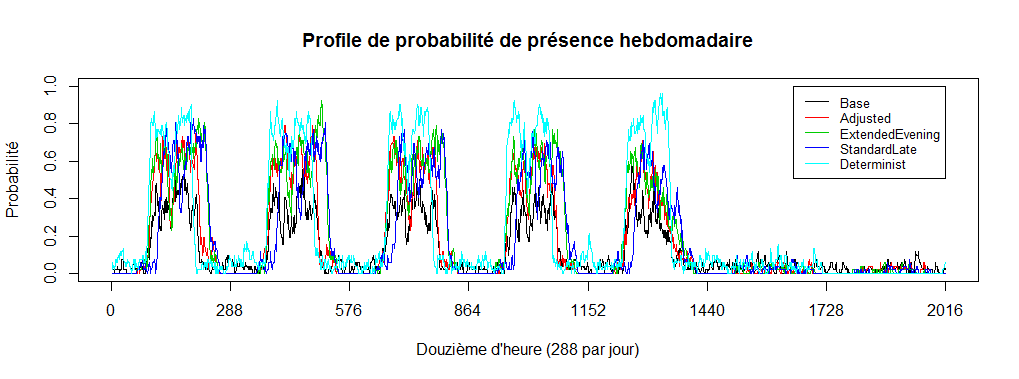 Profile de probabilité de présence hebdomadaire
Probabilité
0.0 0.2 0.4 0.6 0.8 1.0
Base
Adjusted
ExtendedEvening
StandardLate
Determinist
0 288 576 864 1152 1440 1728 2016
Douzième d'heure (288 par jour)